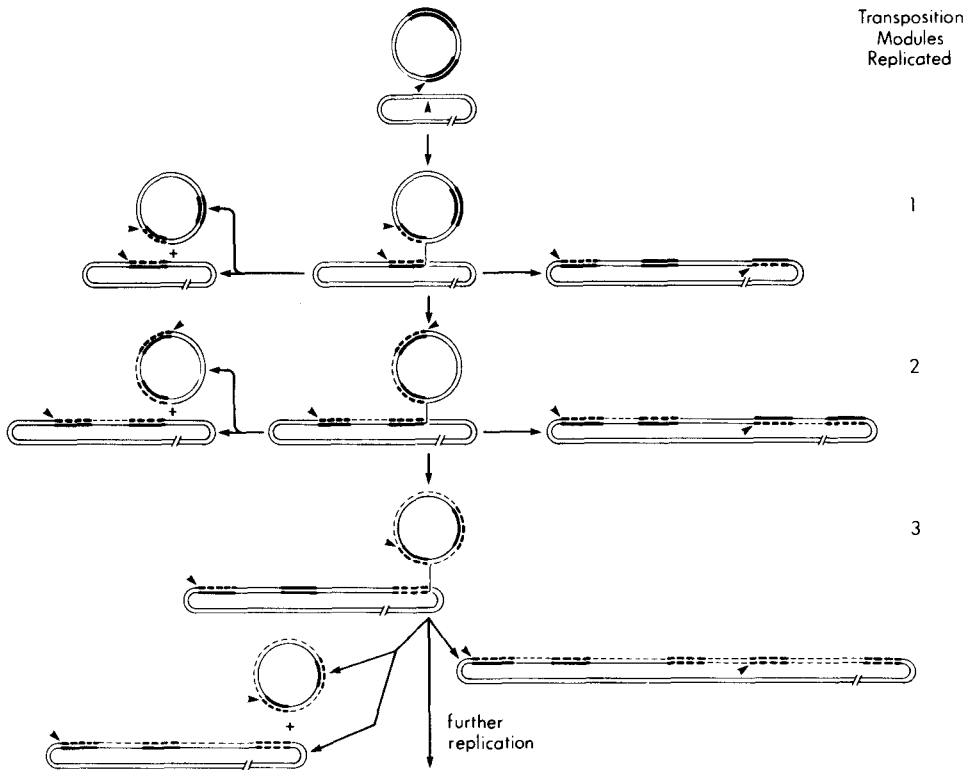 Transposition
Modules
Replicated
1
2
3
further
replication